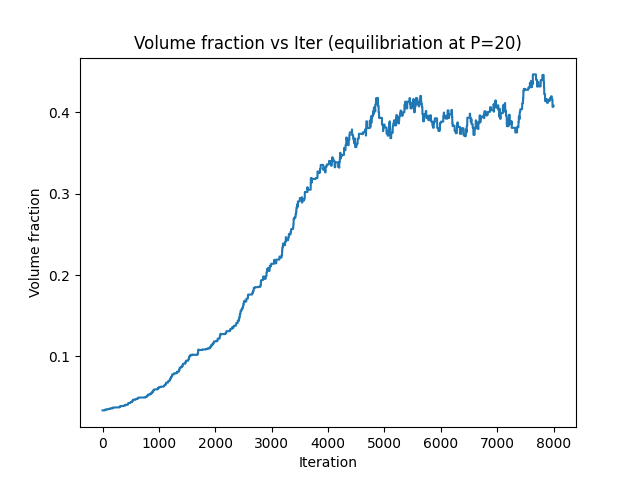 Volume fraction vs Iter (equilibriation at P=20)
Volume fraction
0.4
0.3
0.2
0.1
0 1000 2000 3000 4000 5000 6000 7000 8000
Iteration